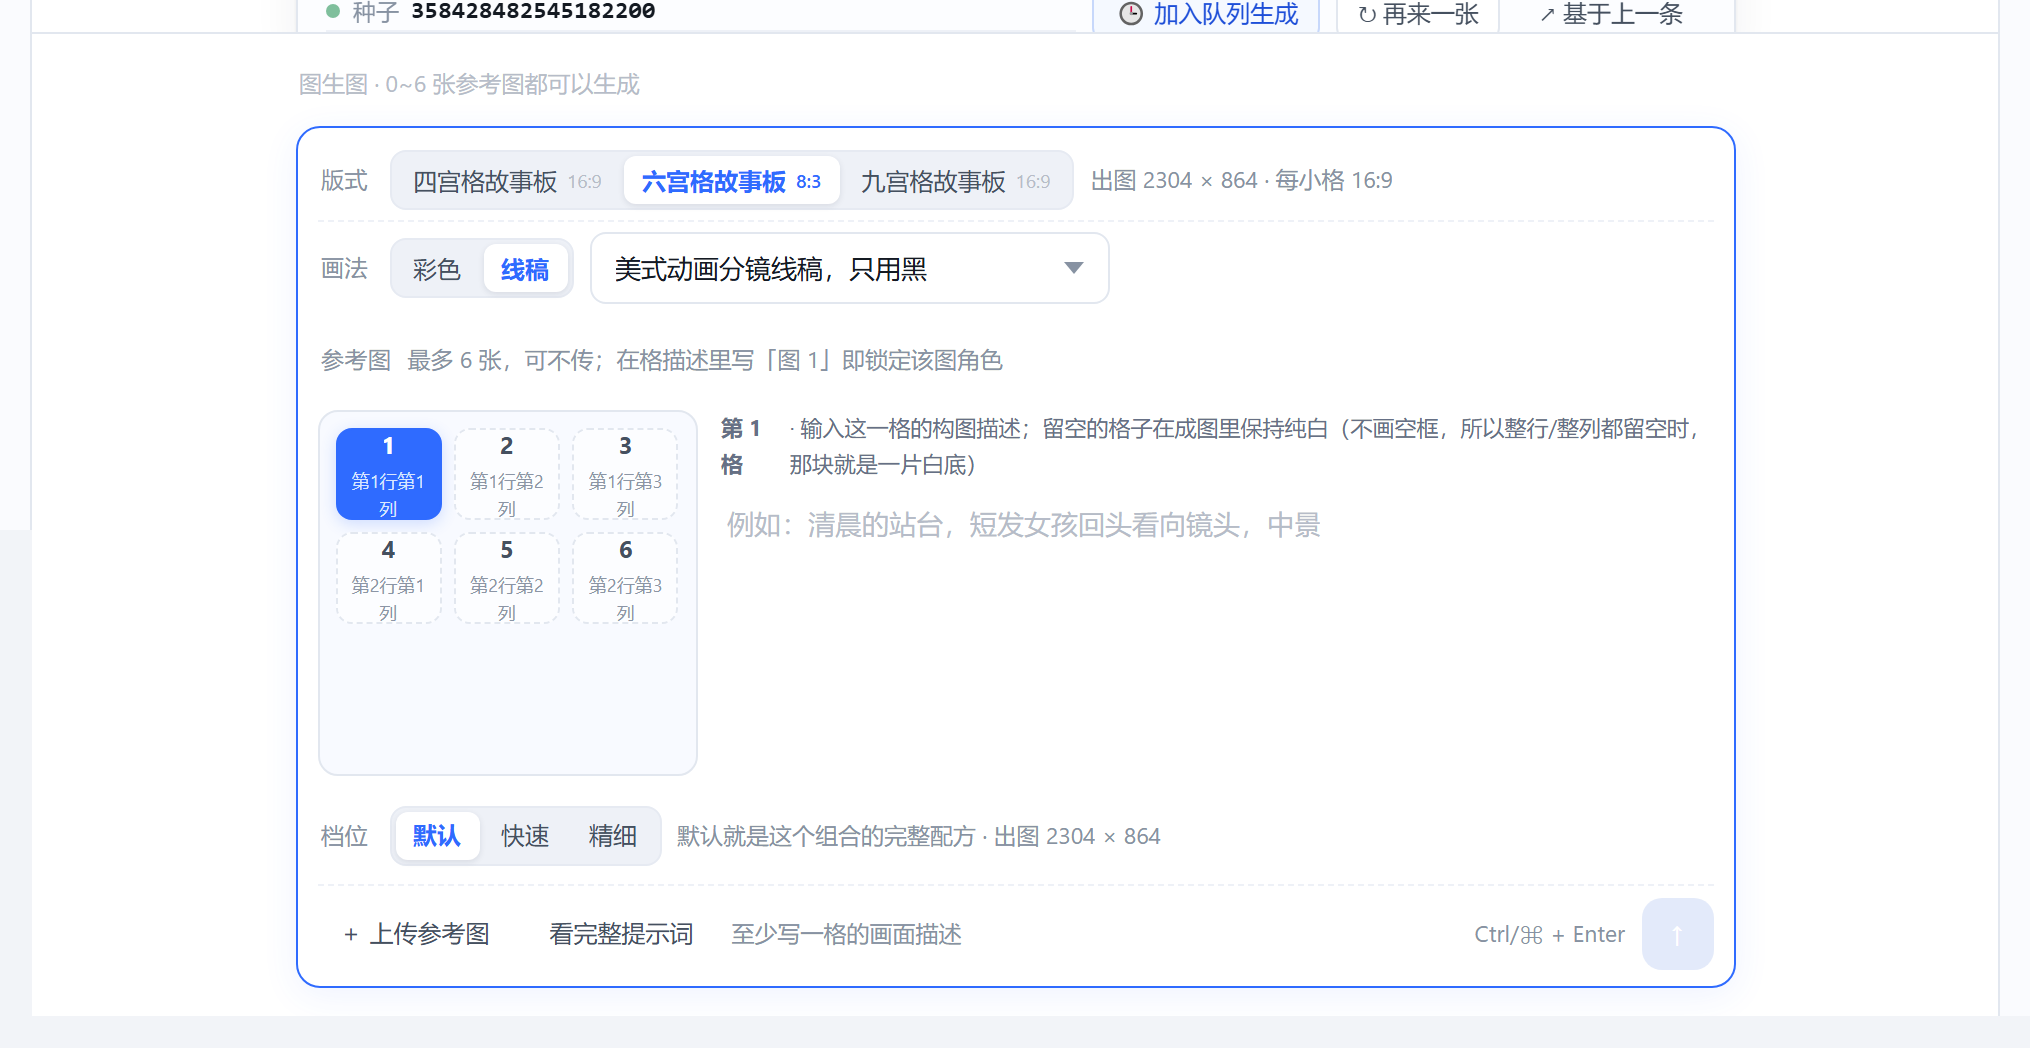 种子 358428482545182200
加入队列生成
↻ 再来一张
↗ 基于上一条
图生图 · 0~6 张参考图都可以生成
版式
四宫格故事板 16:9
六宫格故事板 8:3
九宫格故事板 16:9
出图 2304 × 864 · 每小格 16:9
画法
彩色
线稿
美式动画分镜线稿，只用黑
参考图 最多 6 张，可不传；在格描述里写「图 1」即锁定该图角色
1
第1行第1
列
2
第1行第2
列
3
第1行第3
列
4
第2行第1
列
5
第2行第2
列
6
第2行第3
列
第 1
格
· 输入这一格的构图描述；留空的格子在成图里保持纯白（不画空框，所以整行/整列都留空时，
那块就是一片白底）
例如：清晨的站台，短发女孩回头看向镜头，中景
档位
默认
快速
精细
默认就是这个组合的完整配方 · 出图 2304 × 864
+ 上传参考图
看完整提示词
至少写一格的画面描述
Ctrl/⌘ + Enter
↑